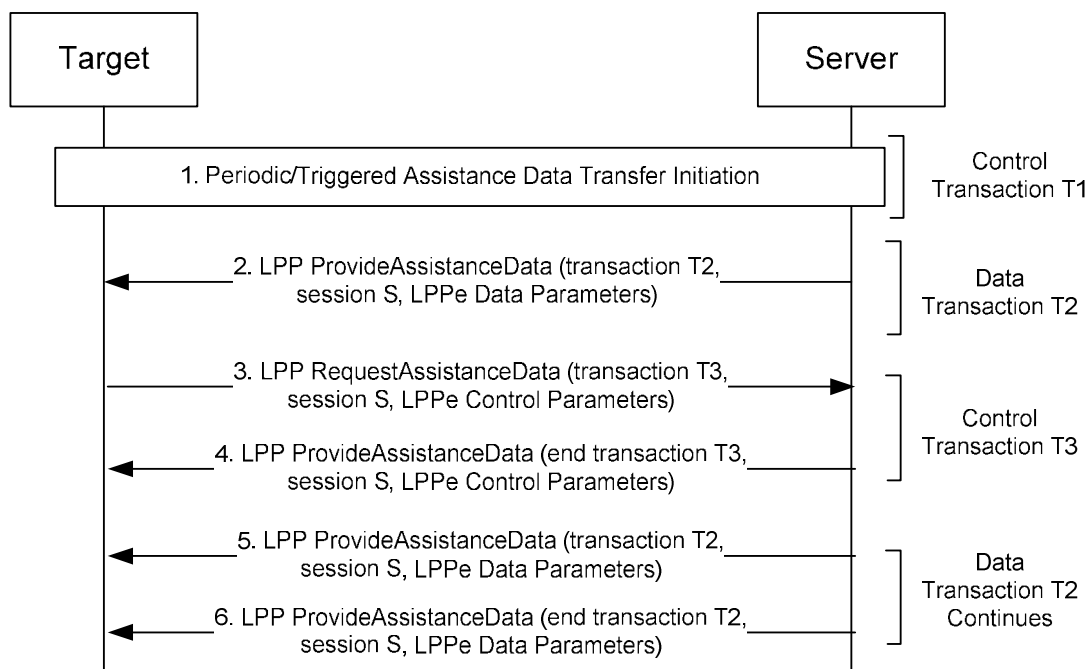 Target
Server
1. Periodic/Triggered Assistance Data Transfer Initiation
Control
Transaction T1
2. LPP ProvideAssistanceData (transaction T2,
session S, LPPe Data Parameters)
Data
Transaction T2
3. LPP RequestAssistanceData (transaction T3,
session S, LPPe Control Parameters)
4. LPP ProvideAssistanceData (end transaction T3,
session S, LPPe Control Parameters)
Control
Transaction T3
5. LPP ProvideAssistanceData (transaction T2,
session S, LPPe Data Parameters)
6. LPP ProvideAssistanceData (end transaction T2,
session S, LPPe Data Parameters)
Data
Transaction T2
Continues